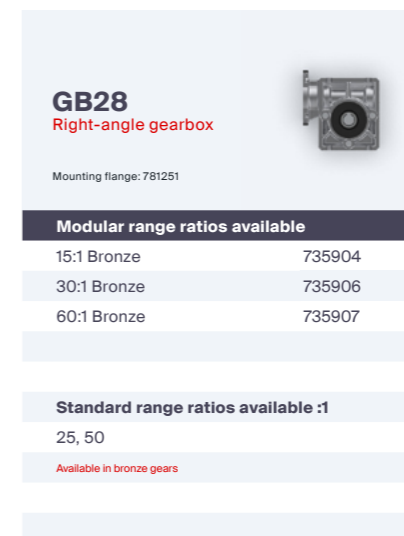 GB28
Right-angle gearbox
Mounting flange: 781251
Modular range ratios available
15:1 Bronze 735904
30:1 Bronze 735906
60:1 Bronze 735907
Standard range ratios available :1
25, 50
Available in bronze gears